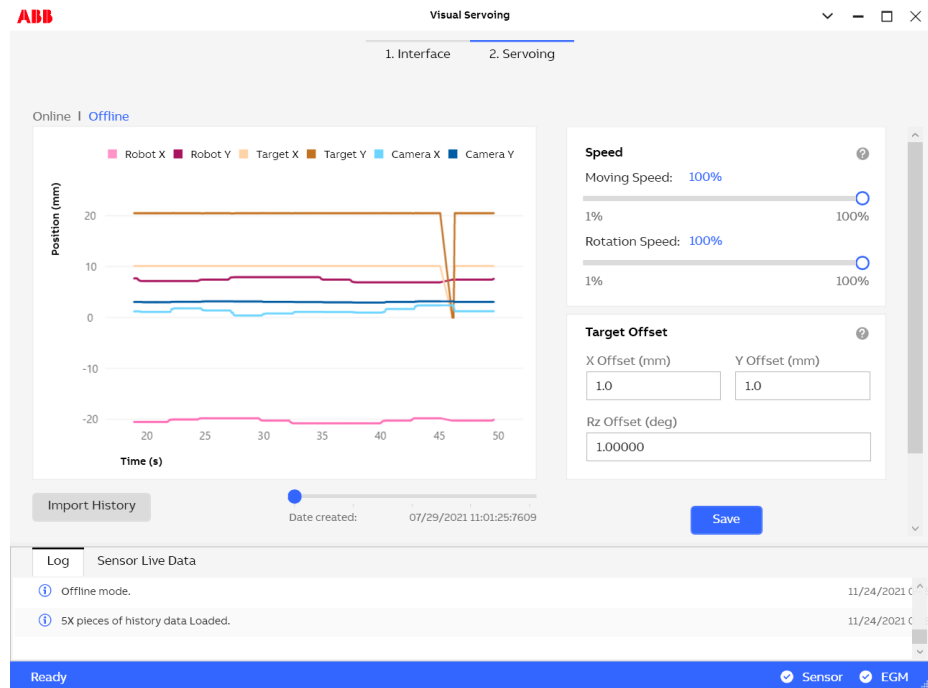 ABB
Visual Servoing
1. Interface 2. Servoing
Online | Offline
Robot X Robot Y Target X Target Y Camera X Camera Y
Position (mm)
20
10
0
-10
-20
20 25 30 35 40 45 50
Time (s)
Speed
Moving Speed: 100%
1% 100%
Rotation Speed: 100%
1% 100%
Target Offset
X Offset (mm) Y Offset (mm)
1.0 1.0
Rz Offset (deg)
1.00000
Import History
Date created: 07/29/2021 11:01:25:7609
Save
Log Sensor Live Data
Offline mode. 11/24/2021
5X pieces of history data Loaded. 11/24/2021
Ready Sensor EGM